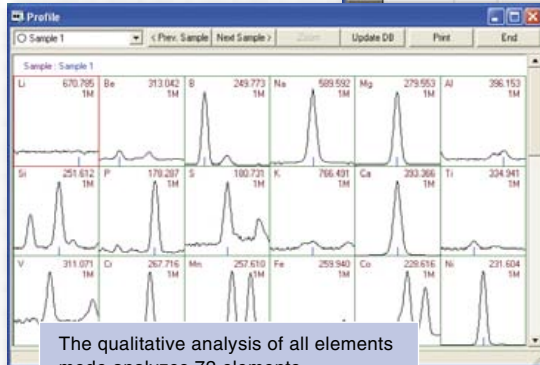 Profile
Sample 1 < Prev. Sample Next Sample > Zoom Update DB Print End
Sample : Sample 1
Li 670.785 1M Be 313.042 1M B 249.773 1M Na 589.592 1M Mg 279.553 1M Al 396.153 1M
Si 251.612 1M P 178.287 1M S 180.731 1M K 766.491 1M Ca 393.366 1M Ti 334.941 1M
V 311.071 1M Cr 267.716 1M Mn 257.610 1M Fe 259.940 1M Co 228.616 1M Ni 231.604 1M
The qualitative analysis of all elements